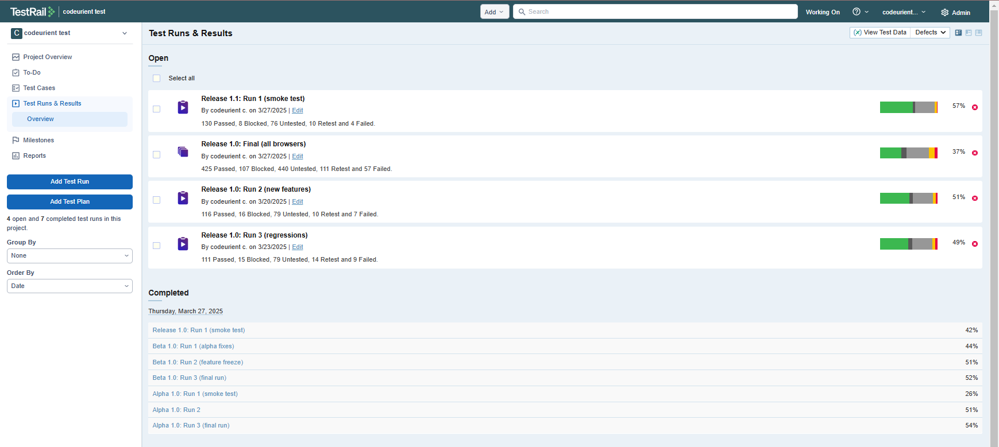 TestRail codeurient test Add Search Working On codeurient... Admin
C codeurient test
Project Overview
To-Do
Test Cases
Test Runs & Results
Overview
Milestones
Reports
Add Test Run
Add Test Plan
4 open and 7 completed test runs in this
project.
Group By
None
Order By
Date
Test Runs & Results
View Test Data Defects
Open
Select all
Release 1.1: Run 1 (smoke test)
By codeurient c. on 3/27/2025 | Edit
130 Passed, 8 Blocked, 76 Untested, 10 Retest and 4 Failed.
57%
Release 1.0: Final (all browsers)
By codeurient c. on 3/27/2025 | Edit
425 Passed, 107 Blocked, 440 Untested, 111 Retest and 57 Failed.
37%
Release 1.0: Run 2 (new features)
By codeurient c. on 3/20/2025 | Edit
116 Passed, 16 Blocked, 79 Untested, 10 Retest and 7 Failed.
51%
Release 1.0: Run 3 (regressions)
By codeurient c. on 3/23/2025 | Edit
111 Passed, 15 Blocked, 79 Untested, 14 Retest and 9 Failed.
49%
Completed
Thursday, March 27, 2025
Release 1.0: Run 1 (smoke test) 42%
Beta 1.0: Run 1 (alpha fixes) 44%
Beta 1.0: Run 2 (feature freeze) 51%
Beta 1.0: Run 3 (final run) 52%
Alpha 1.0: Run 1 (smoke test) 26%
Alpha 1.0: Run 2 51%
Alpha 1.0: Run 3 (final run) 54%